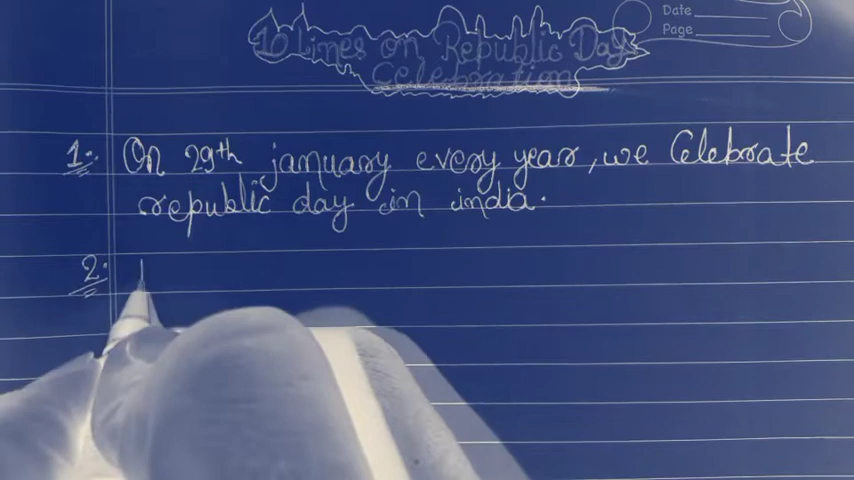 10 Lines on Republic Day
Celebration
Date
Page
1. On 29th january every year, we Celebrate
republic day in india.
2.